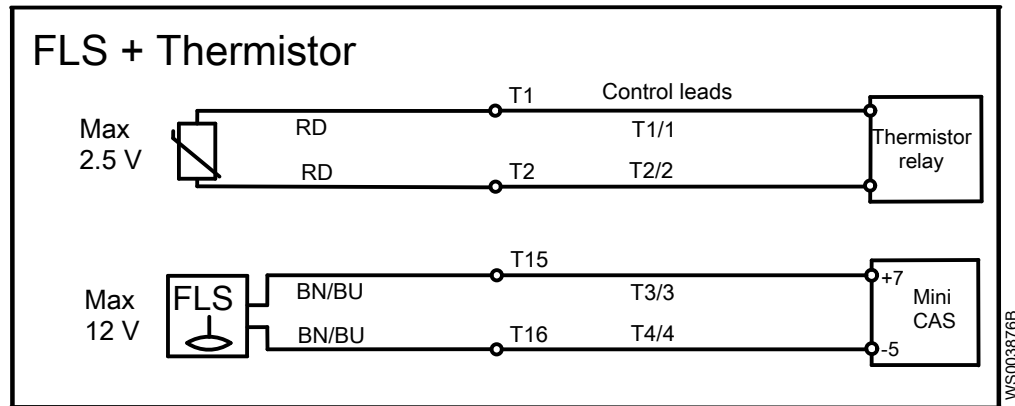 FLS + Thermistor
T1
Control leads
Max
2.5 V
RD
T1/1
Thermistor
relay
RD
T2
T2/2
T15
Max
12 V
FLS
BN/BU
T3/3
+7
Mini
CAS
BN/BU
T16
T4/4
-5
WS003876B